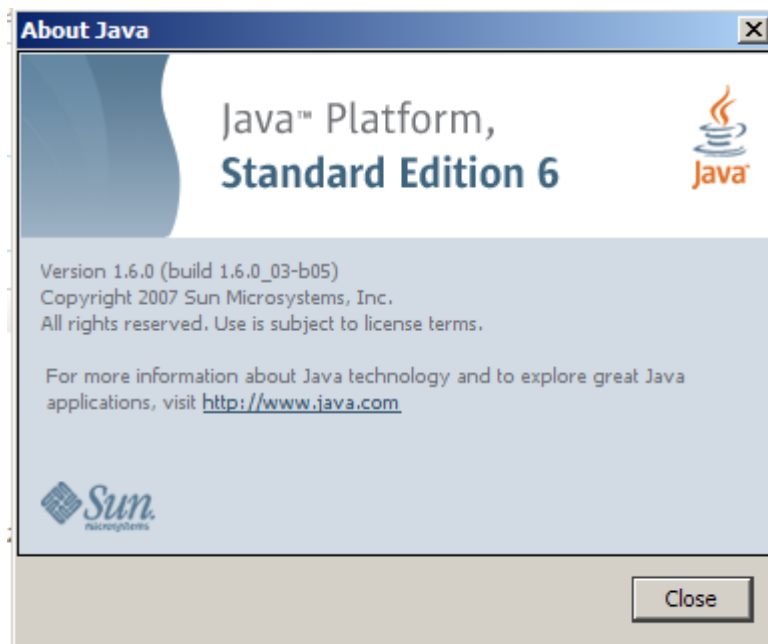 About Java
Java™ Platform,
Standard Edition 6
Java
Version 1.6.0 (build 1.6.0_03-b05)
Copyright 2007 Sun Microsystems, Inc.
All rights reserved. Use is subject to license terms.
For more information about Java technology and to explore great Java
applications, visit http://www.java.com
Sun
microsystems
Close